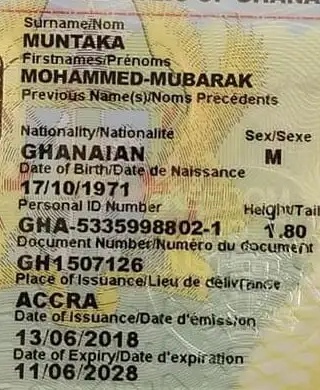 Surname/Nom
MUNTAKA
Firstnames/Prénoms
MOHAMMED-MUBARAK
Previous Name(s)/Noms Précédents
Nationality/Nationalité Sex/Sexe
GHANAIAN M
Date of Birth/Date de Naissance
17/10/1971
Personal ID Number Height/Tail
GHA-5335998802-1 1.80
Document Number/Numéro du document
GH1507126
Place of Issuance/Lieu de délivrance
ACCRA
Date of Issuance/Date d'émission
13/06/2018
Date of Expiry/Date d'expiration
11/06/2028